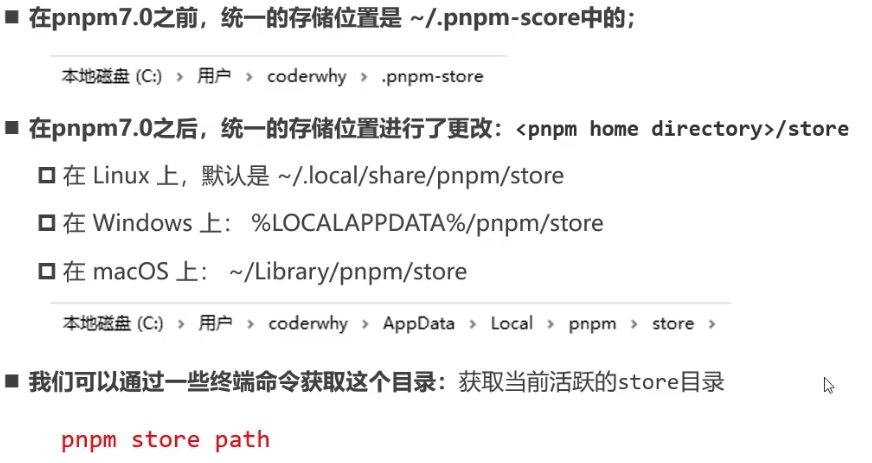 ■ 在pnpm7.0之前，统一的存储位置是 ~/.pnpm-score中的；
本地磁盘 (C:) > 用户 > coderwhy > .pnpm-store
■ 在pnpm7.0之后，统一的存储位置进行了更改：<pnpm home directory>/store
在 Linux 上，默认是 ~/.local/share/pnpm/store
在 Windows 上： %LOCALAPPDATA%/pnpm/store
在 macOS 上： ~/Library/pnpm/store
本地磁盘 (C:) > 用户 > coderwhy > AppData > Local > pnpm > store >
■ 我们可以通过一些终端命令获取这个目录：获取当前活跃的store目录
pnpm store path